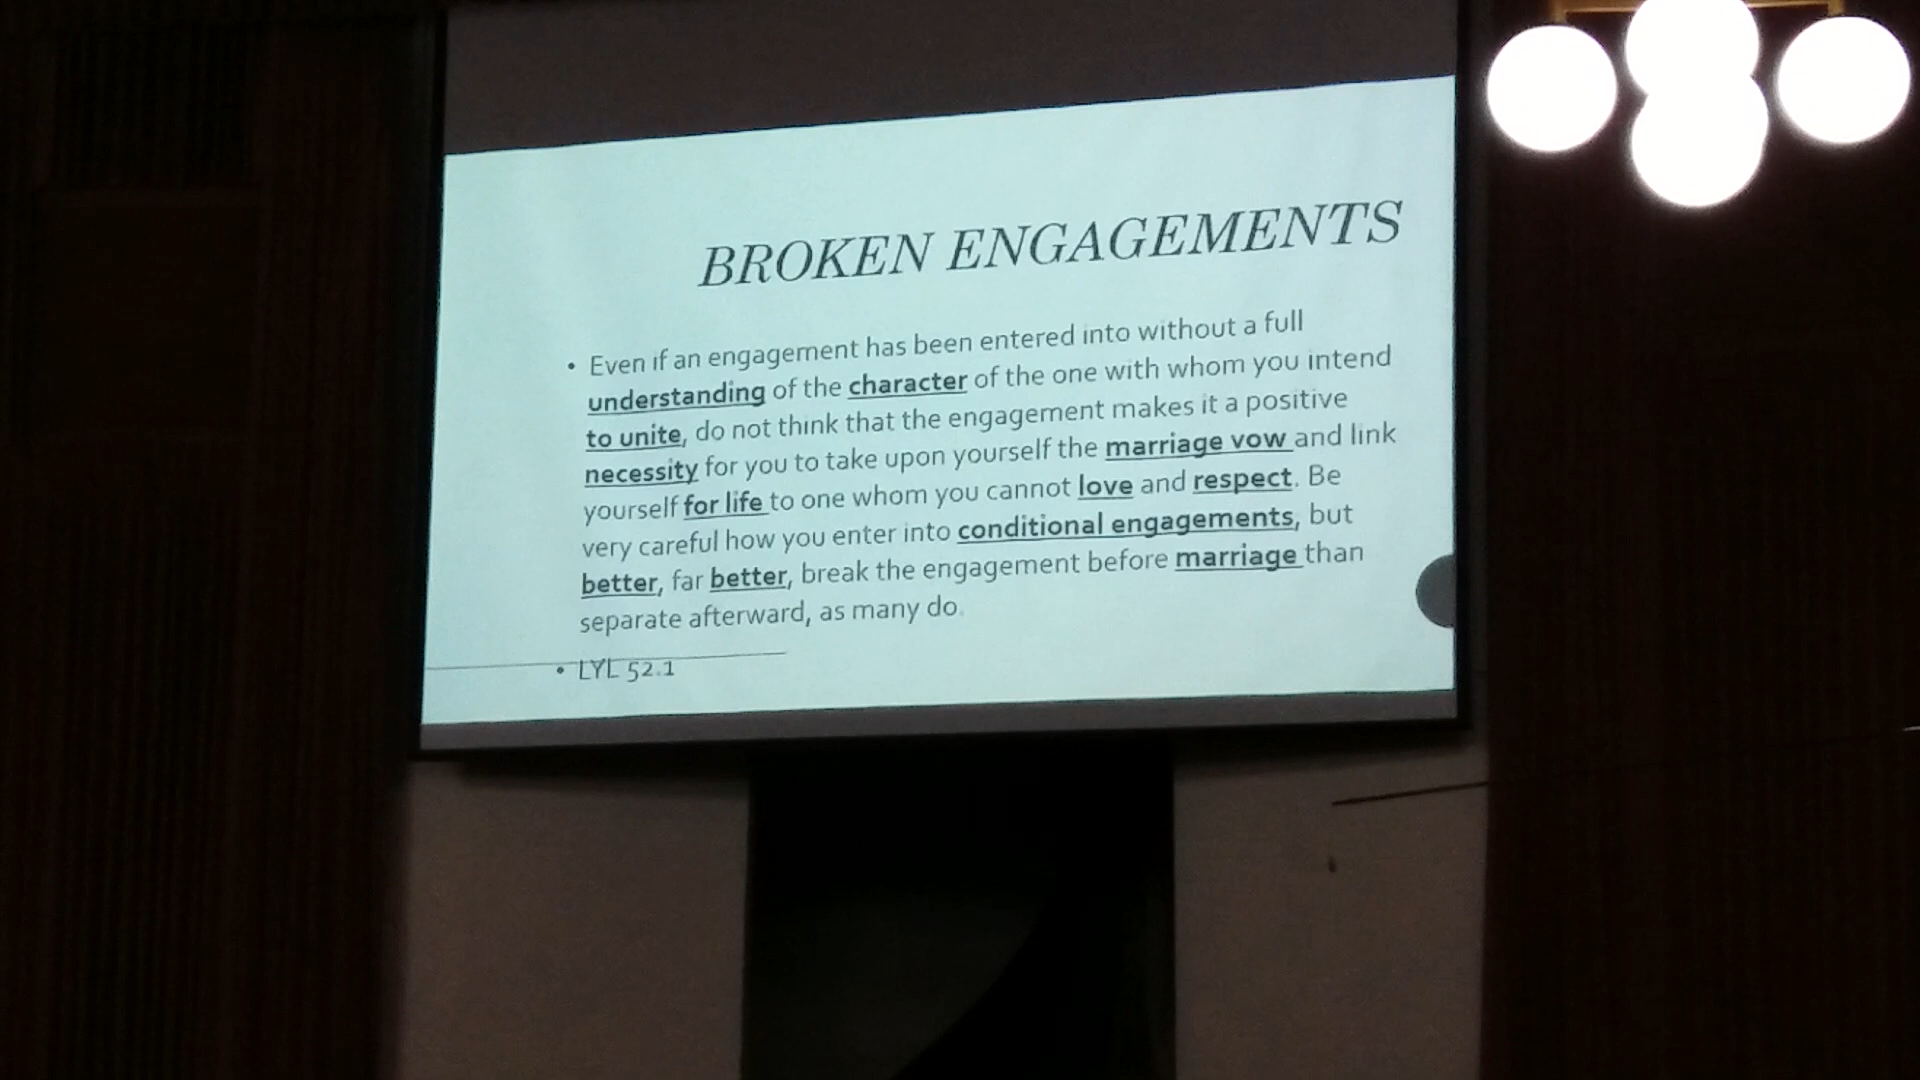 BROKEN ENGAGEMENTS
• Even if an engagement has been entered into without a full
understanding of the character of the one with whom you intend
to unite, do not think that the engagement makes it a positive
necessity for you to take upon yourself the marriage vow and link
yourself for life to one whom you cannot love and respect. Be
very careful how you enter into conditional engagements, but
better, far better, break the engagement before marriage than
separate afterward, as many do.
• LYL 52.1